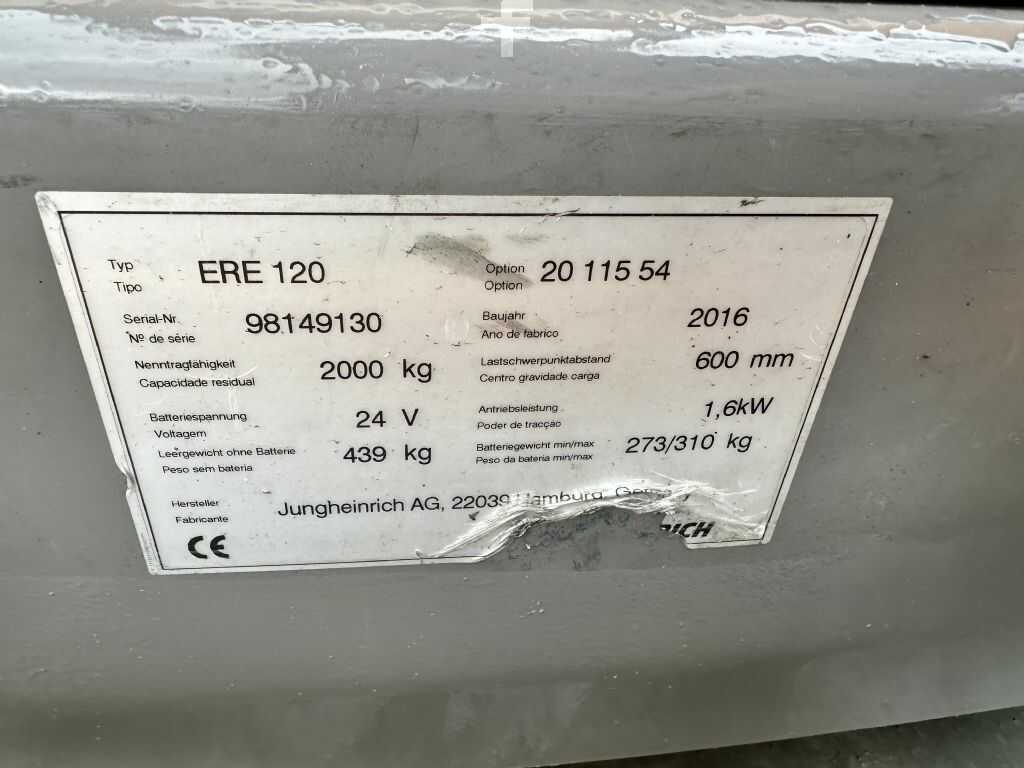 Typ
Tipo
ERE 120
Option
Option
20 115 54
Serial-Nr.
Nº de série
98149130
Baujahr
Ano de fabrico
2016
Nenntragfähigkeit
Capacidade residual
2000 kg
Lastschwerpunktabstand
Centro gravidade carga
600 mm
Batteriespannung
Voltagem
24 V
Antriebsleistung
Poder de tracção
1,6kW
Leergewicht ohne Batterie
Peso sem bateria
439 kg
Batteriegewicht min/max
Peso da bateria min/max
273/310 kg
Hersteller
Fabricante
Jungheinrich AG, 22039 Hamburg,
CE
RICH